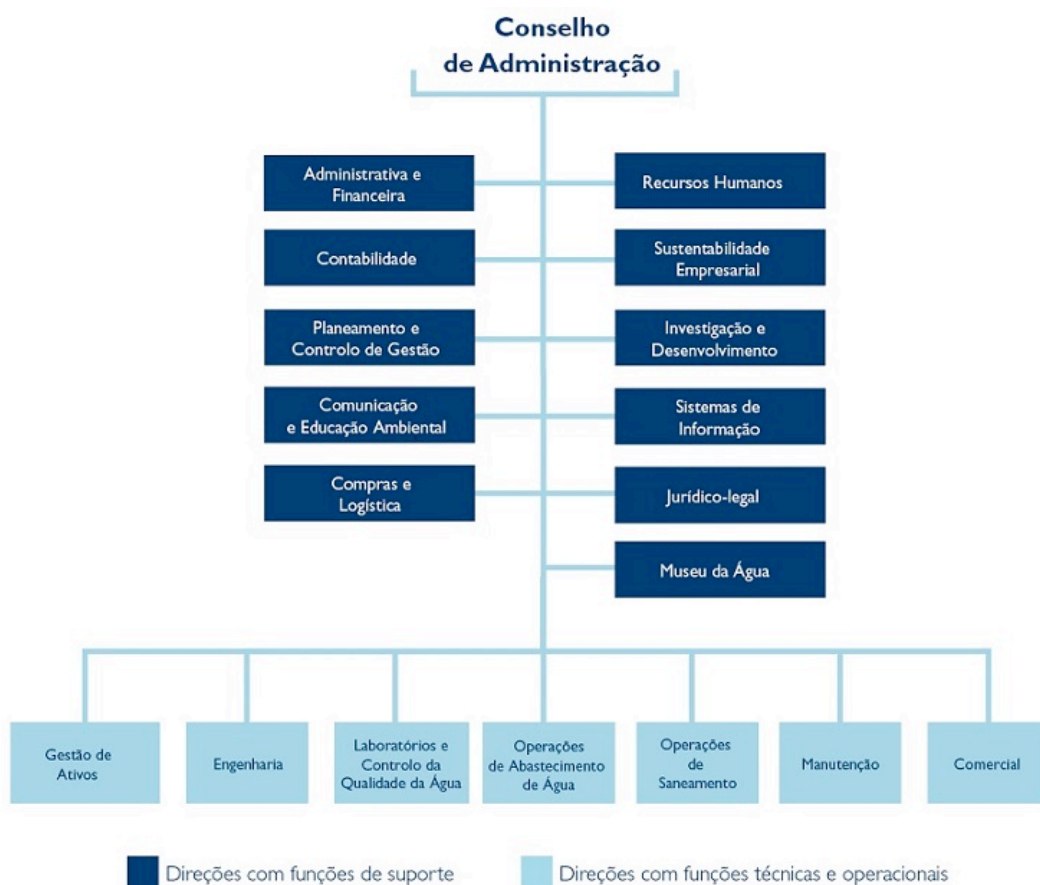 Conselho
de Administração
Administrativa e
Financeira
Recursos Humanos
Contabilidade
Sustentabilidade
Empresarial
Planeamento e
Controlo de Gestão
Investigação e
Desenvolvimento
Comunicação
e Educação Ambiental
Sistemas de
Informação
Compras e
Logística
Jurídico-legal
Museu da Água
Gestão de
Ativos
Engenharia
Laboratórios e
Controlo da
Qualidade da Água
Operações
de Abastecimento
de Água
Operações
de
Saneamento
Manutenção
Comercial
Direções com funções de suporte
Direções com funções técnicas e operacionais